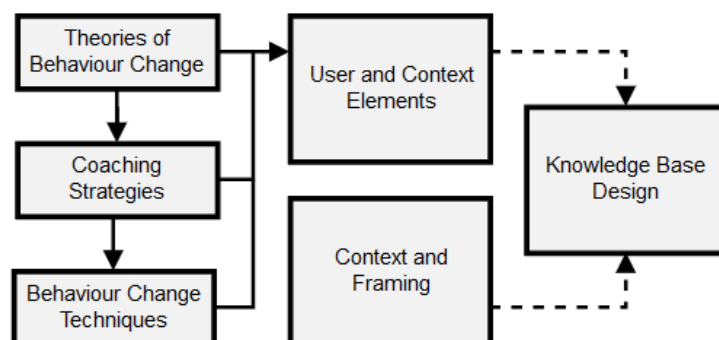 Theories of
Behaviour Change
User and Context
Elements
Coaching
Strategies
Knowledge Base
Design
Context and
Framing
Behaviour Change
Techniques